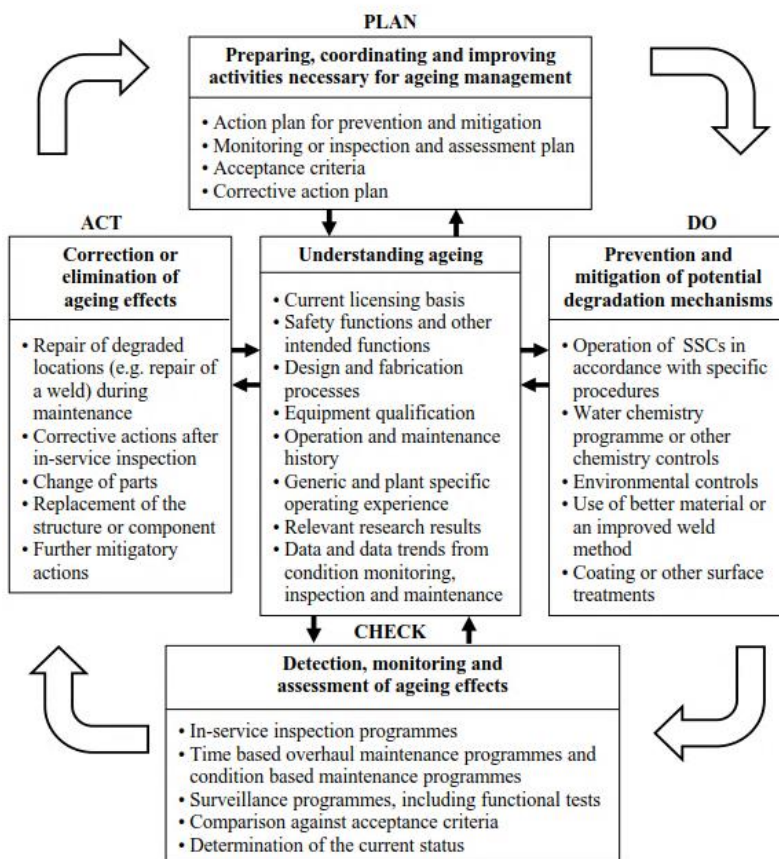 PLAN
Preparing, coordinating and improving
activities necessary for ageing management
• Action plan for prevention and mitigation
• Monitoring or inspection and assessment plan
• Acceptance criteria
• Corrective action plan
ACT
Correction or
elimination of
ageing effects
• Repair of degraded
locations (e.g. repair of
a weld) during
maintenance
• Corrective actions after
in-service inspection
• Change of parts
• Replacement of the
structure or component
• Further mitigatory
actions
Understanding ageing
• Current licensing basis
• Safety functions and other
intended functions
• Design and fabrication
processes
• Equipment qualification
• Operation and maintenance
history
• Generic and plant specific
operating experience
• Relevant research results
• Data and data trends from
condition monitoring,
inspection and maintenance
DO
Prevention and
mitigation of potential
degradation mechanisms
• Operation of SSCs in
accordance with specific
procedures
• Water chemistry
programme or other
chemistry controls
• Environmental controls
• Use of better material or
an improved weld
method
• Coating or other surface
treatments
CHECK
Detection, monitoring and
assessment of ageing effects
• In-service inspection programmes
• Time based overhaul maintenance programmes and
condition based maintenance programmes
• Surveillance programmes, including functional tests
• Comparison against acceptance criteria
• Determination of the current status